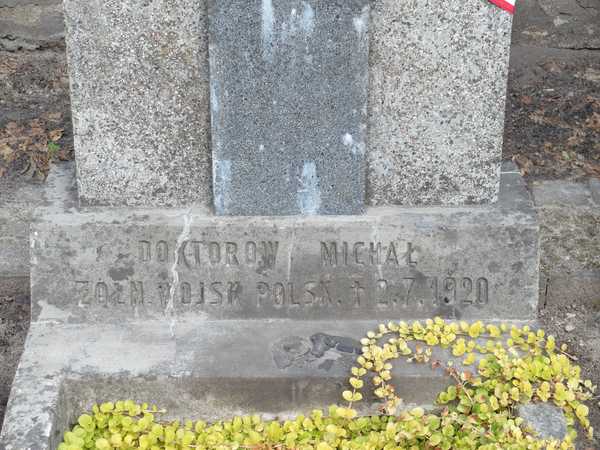 DOKTOROW MICHAŁ
ŻOŁN. WOJSK POLSK. ✝ 2.7.1920